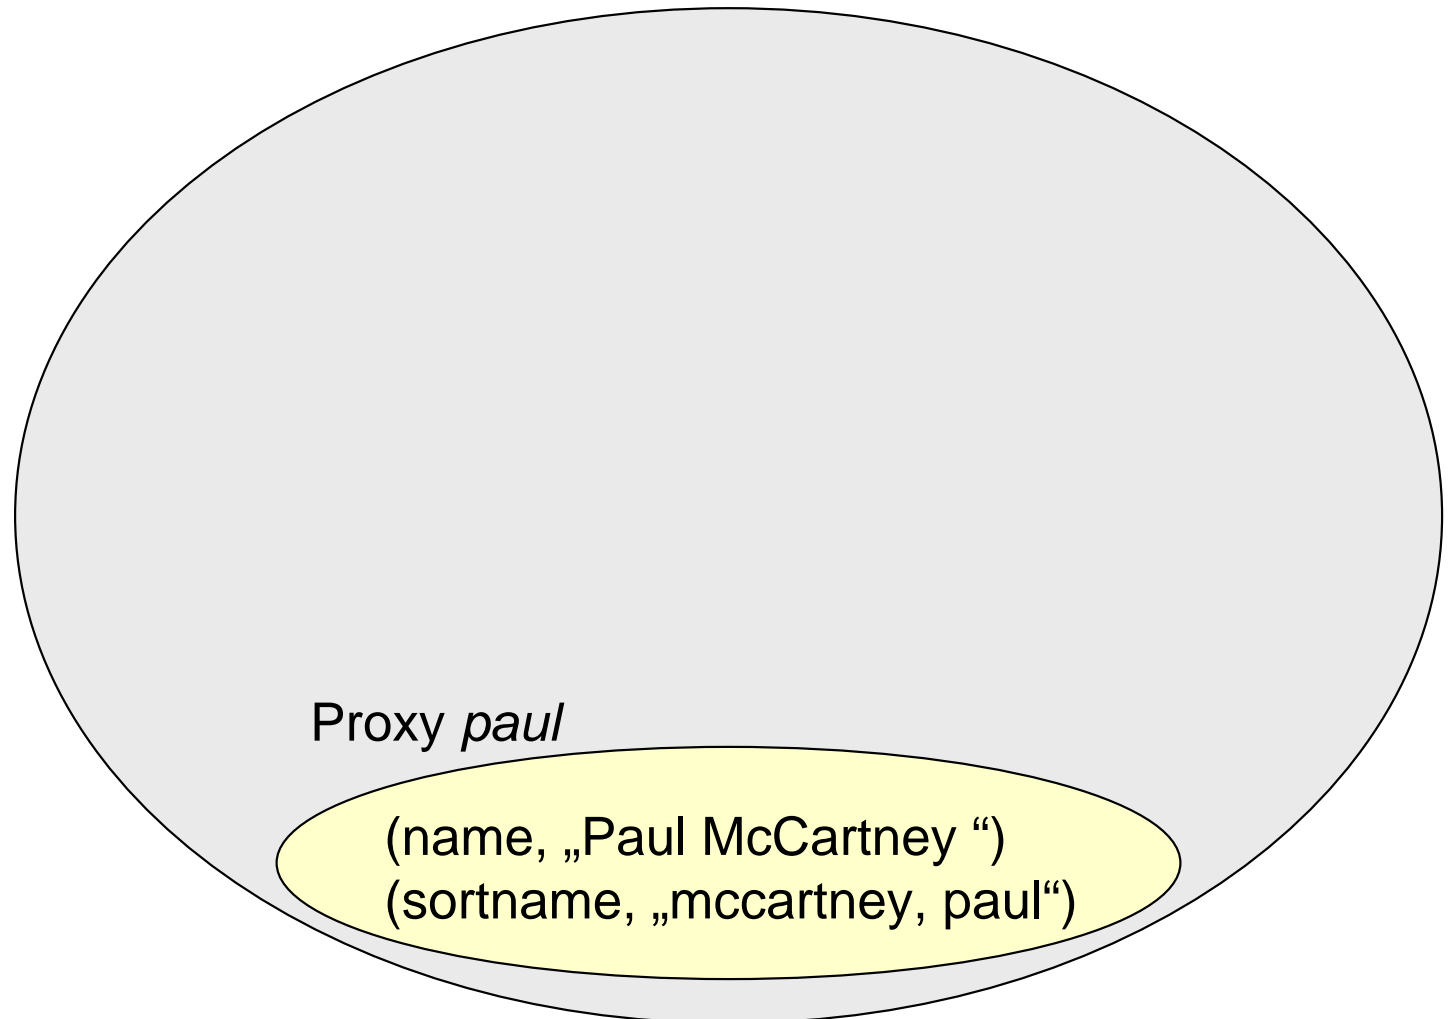 Proxy paul
(name, „Paul McCartney “)
(sortname, „mccartney, paul“)